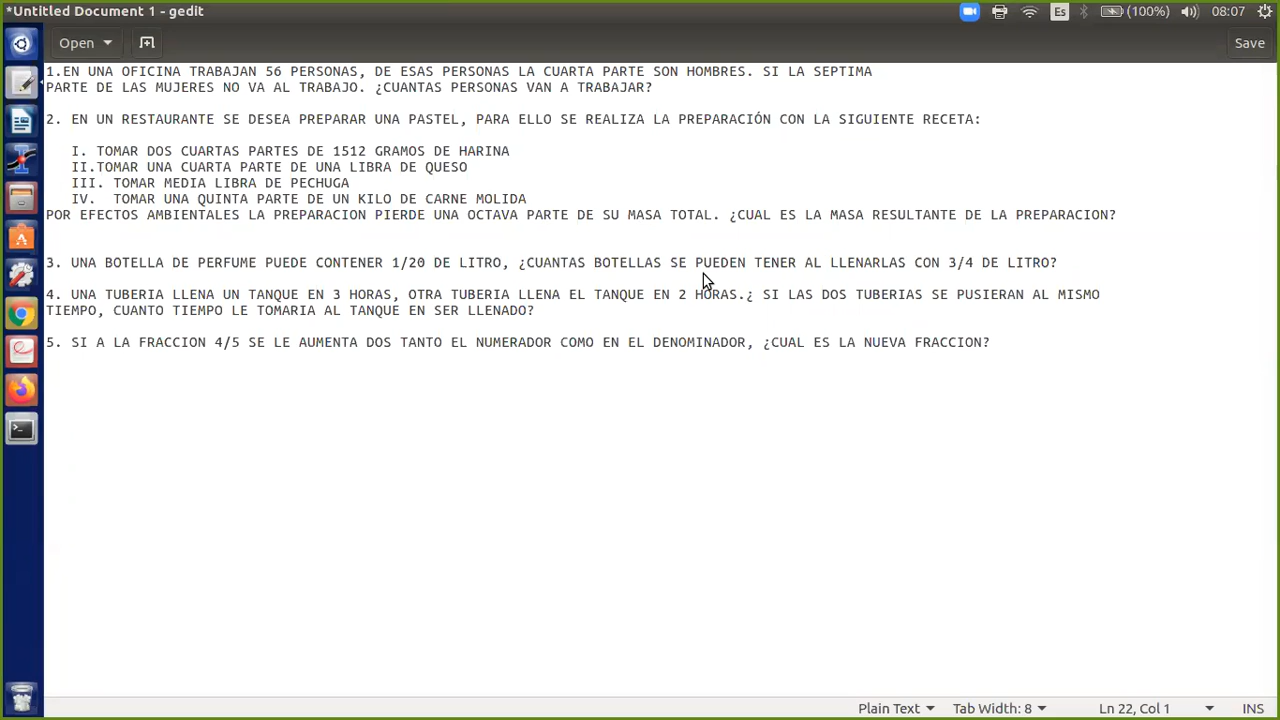 *Untitled Document 1 - gedit
Es
(100%)
08:07
Open
Save
1.EN UNA OFICINA TRABAJAN 56 PERSONAS, DE ESAS PERSONAS LA CUARTA PARTE SON HOMBRES. SI LA SEPTIMA
PARTE DE LAS MUJERES NO VA AL TRABAJO. ¿CUANTAS PERSONAS VAN A TRABAJAR?
2. EN UN RESTAURANTE SE DESEA PREPARAR UNA PASTEL, PARA ELLO SE REALIZA LA PREPARACIÓN CON LA SIGUIENTE RECETA:
I. TOMAR DOS CUARTAS PARTES DE 1512 GRAMOS DE HARINA
II.TOMAR UNA CUARTA PARTE DE UNA LIBRA DE QUESO
III. TOMAR MEDIA LIBRA DE PECHUGA
IV.  TOMAR UNA QUINTA PARTE DE UN KILO DE CARNE MOLIDA
POR EFECTOS AMBIENTALES LA PREPARACION PIERDE UNA OCTAVA PARTE DE SU MASA TOTAL. ¿CUAL ES LA MASA RESULTANTE DE LA PREPARACION?
3. UNA BOTELLA DE PERFUME PUEDE CONTENER 1/20 DE LITRO, ¿CUANTAS BOTELLAS SE PUEDEN TENER AL LLENARLAS CON 3/4 DE LITRO?
4. UNA TUBERIA LLENA UN TANQUE EN 3 HORAS, OTRA TUBERIA LLENA EL TANQUE EN 2 HORAS.¿ SI LAS DOS TUBERIAS SE PUSIERAN AL MISMO
TIEMPO, CUANTO TIEMPO LE TOMARIA AL TANQUE EN SER LLENADO?
5. SI A LA FRACCION 4/5 SE LE AUMENTA DOS TANTO EL NUMERADOR COMO EN EL DENOMINADOR, ¿CUAL ES LA NUEVA FRACCION?
Plain Text
Tab Width: 8
Ln 22, Col 1
INS